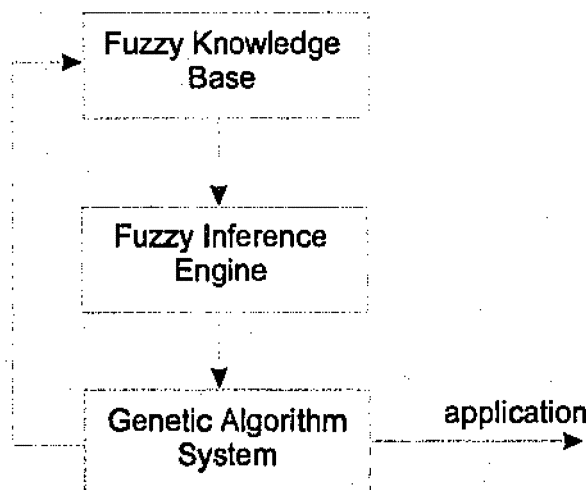 Fuzzy Knowledge
Base
Fuzzy Inference
Engine
Genetic Algorithm
System
application